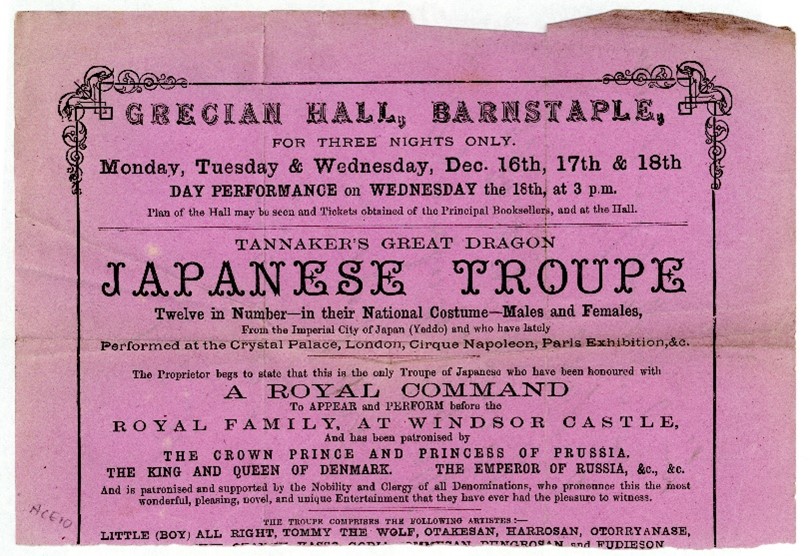 GRECIAN HALL, BARNSTAPLE,
FOR THREE NIGHTS ONLY.
Monday, Tuesday & Wednesday, Dec. 16th, 17th & 18th
DAY PERFORMANCE on WEDNESDAY the 18th, at 3 p.m.
Plan of the Hall may be seen and Tickets obtained of the Principal Booksellers, and at the Hall.
TANNAKER'S GREAT DRAGON
JAPANESE TROUPE
Twelve in Number—in their National Costume—Males and Females,
From the Imperial City of Japan (Yeddo) and who have lately
Performed at the Crystal Palace, London, Cirque Napoleon, Paris Exhibition,&c.
The Proprietor begs to state that this is the only Troupe of Japanese who have been honoured with
A ROYAL COMMAND
To APPEAR and PERFORM before the
ROYAL FAMILY, AT WINDSOR CASTLE,
And has been patronised by
THE CROWN PRINCE AND PRINCESS OF PRUSSIA.
THE KING AND QUEEN OF DENMARK. THE EMPEROR OF RUSSIA, &c., &c.
And is patronised and supported by the Nobility and Clergy of all Denominations, who pronounce this the most
wonderful, pleasing, novel, and unique Entertainment that they have ever had the pleasure to witness.
THE TROUPE COMPRISES THE FOLLOWING ARTISTES :—
LITTLE (BOY) ALL RIGHT, TOMMY THE WOLF, OTAKESAN, HARROSAN, OTORRYANASE,
and FUDIESON